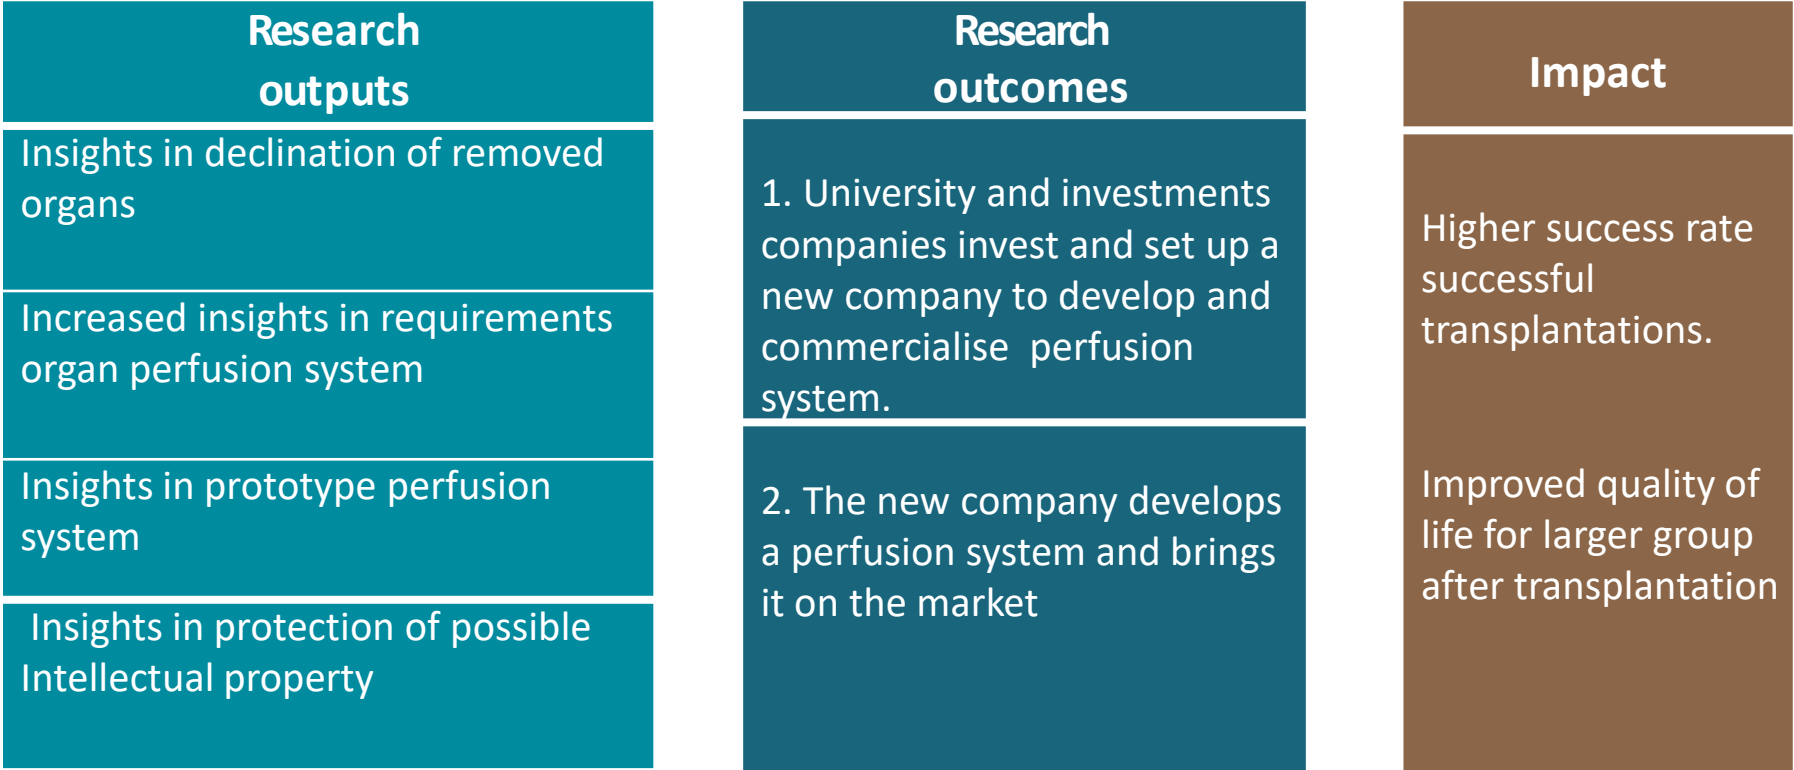 Research
outputs
Insights in declination of removed
organs
Increased insights in requirements
organ perfusion system
Insights in prototype perfusion
system
Insights in protection of possible
Intellectual property
Research
outcomes
1. University and investments
companies invest and set up a
new company to develop and
commercialise perfusion
system.
2. The new company develops
a perfusion system and brings
it on the market
Impact
Higher success rate
successful
transplantations.
Improved quality of
life for larger group
after transplantation